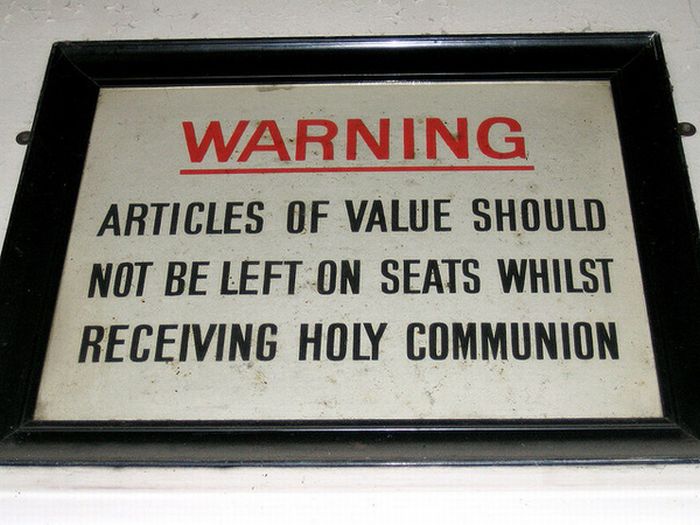 WARNING
ARTICLES OF VALUE SHOULD
NOT BE LEFT ON SEATS WHILST
RECEIVING HOLY COMMUNION